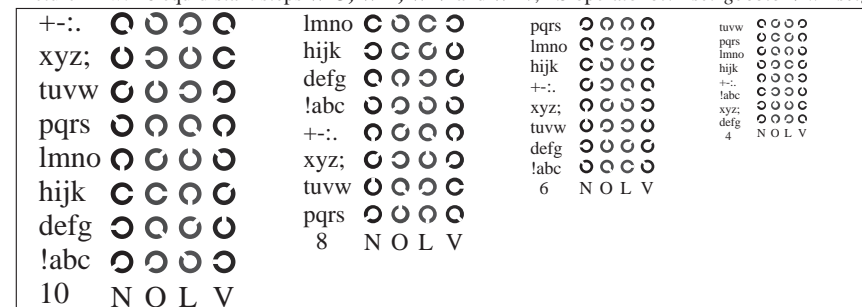 +-:.
xyz;
tuvw
pqrs
lmno
hijk
defg
!abc
10 N O L V
lmno
hijk
defg
!abc
+-:.
xyz;
tuvw
pqrs
8 N O L V
pqrs
lmno
hijk
+-:.
xyz;
tuvw
defg
!abc
6 N O L V
tuvw
pqrs
lmno
hijk
+-:.
!abc
xyz;
defg
4 N O L V